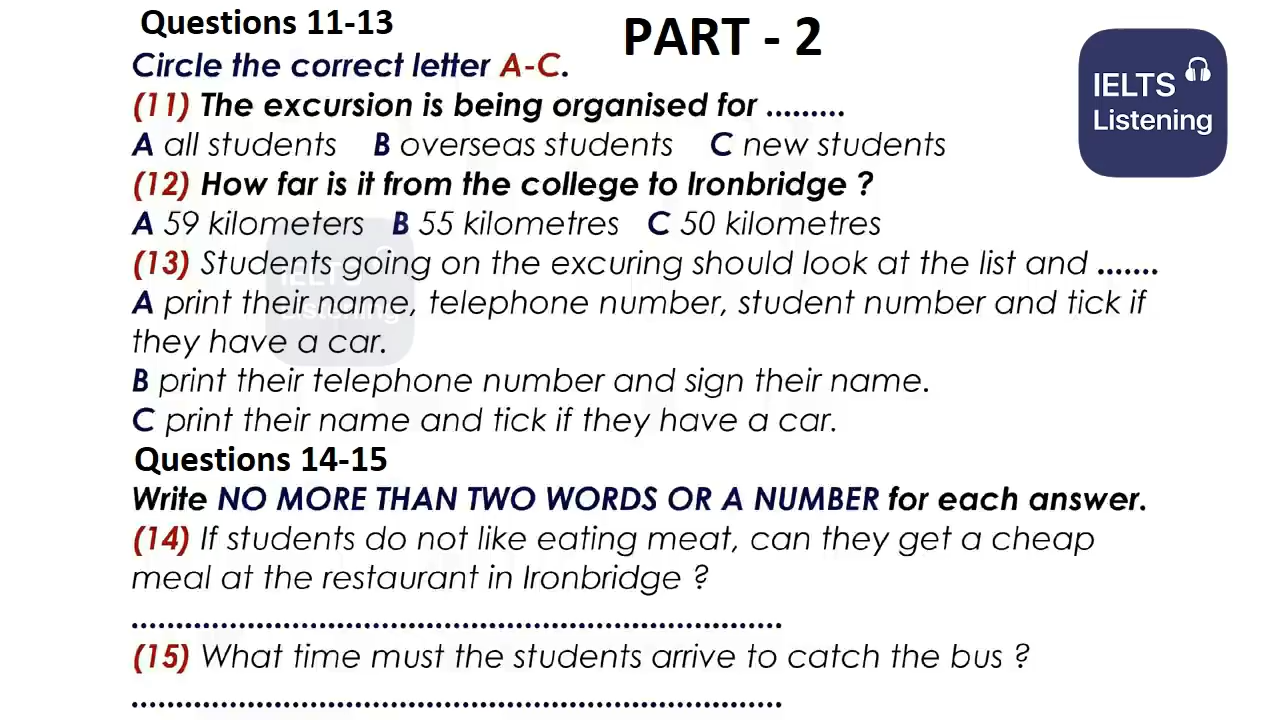 Questions 11-13
PART - 2
Circle the correct letter A-C.
IELTS
Listening
(11) The excursion is being organised for .........
A all students B overseas students C new students
(12) How far is it from the college to Ironbridge ?
A 59 kilometers B 55 kilometres C 50 kilometres
(13) Students going on the excuring should look at the list and .......
A print their name, telephone number, student number and tick if
they have a car.
IELTS
Listening
B print their telephone number and sign their name.
C print their name and tick if they have a car.
Questions 14-15
Write NO MORE THAN TWO WORDS OR A NUMBER for each answer.
(14) If students do not like eating meat, can they get a cheap
meal at the restaurant in Ironbridge ?
................................................................................
(15) What time must the students arrive to catch the bus ?
................................................................................